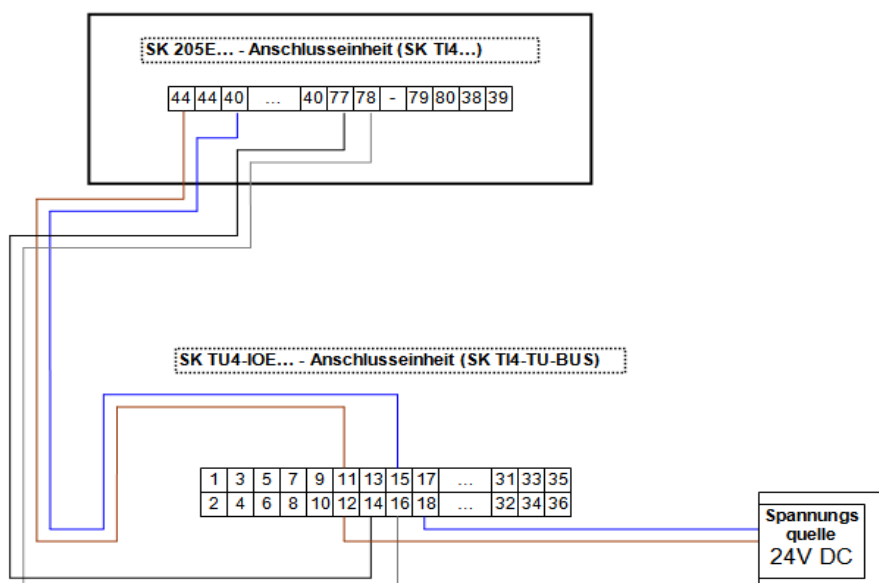 SK 205E... - Anschlusseinheit (SK TI4...)
44 44 40 ... 40 77 78 - 79 80 38 39
SK TU4-IOE... - Anschlusseinheit (SK TI4-TU-BUS)
1 3 5 7 9 11 13 15 17 ... 31 33 35
2 4 6 8 10 12 14 16 18 ... 32 34 36
Spannungs
quelle
24V DC